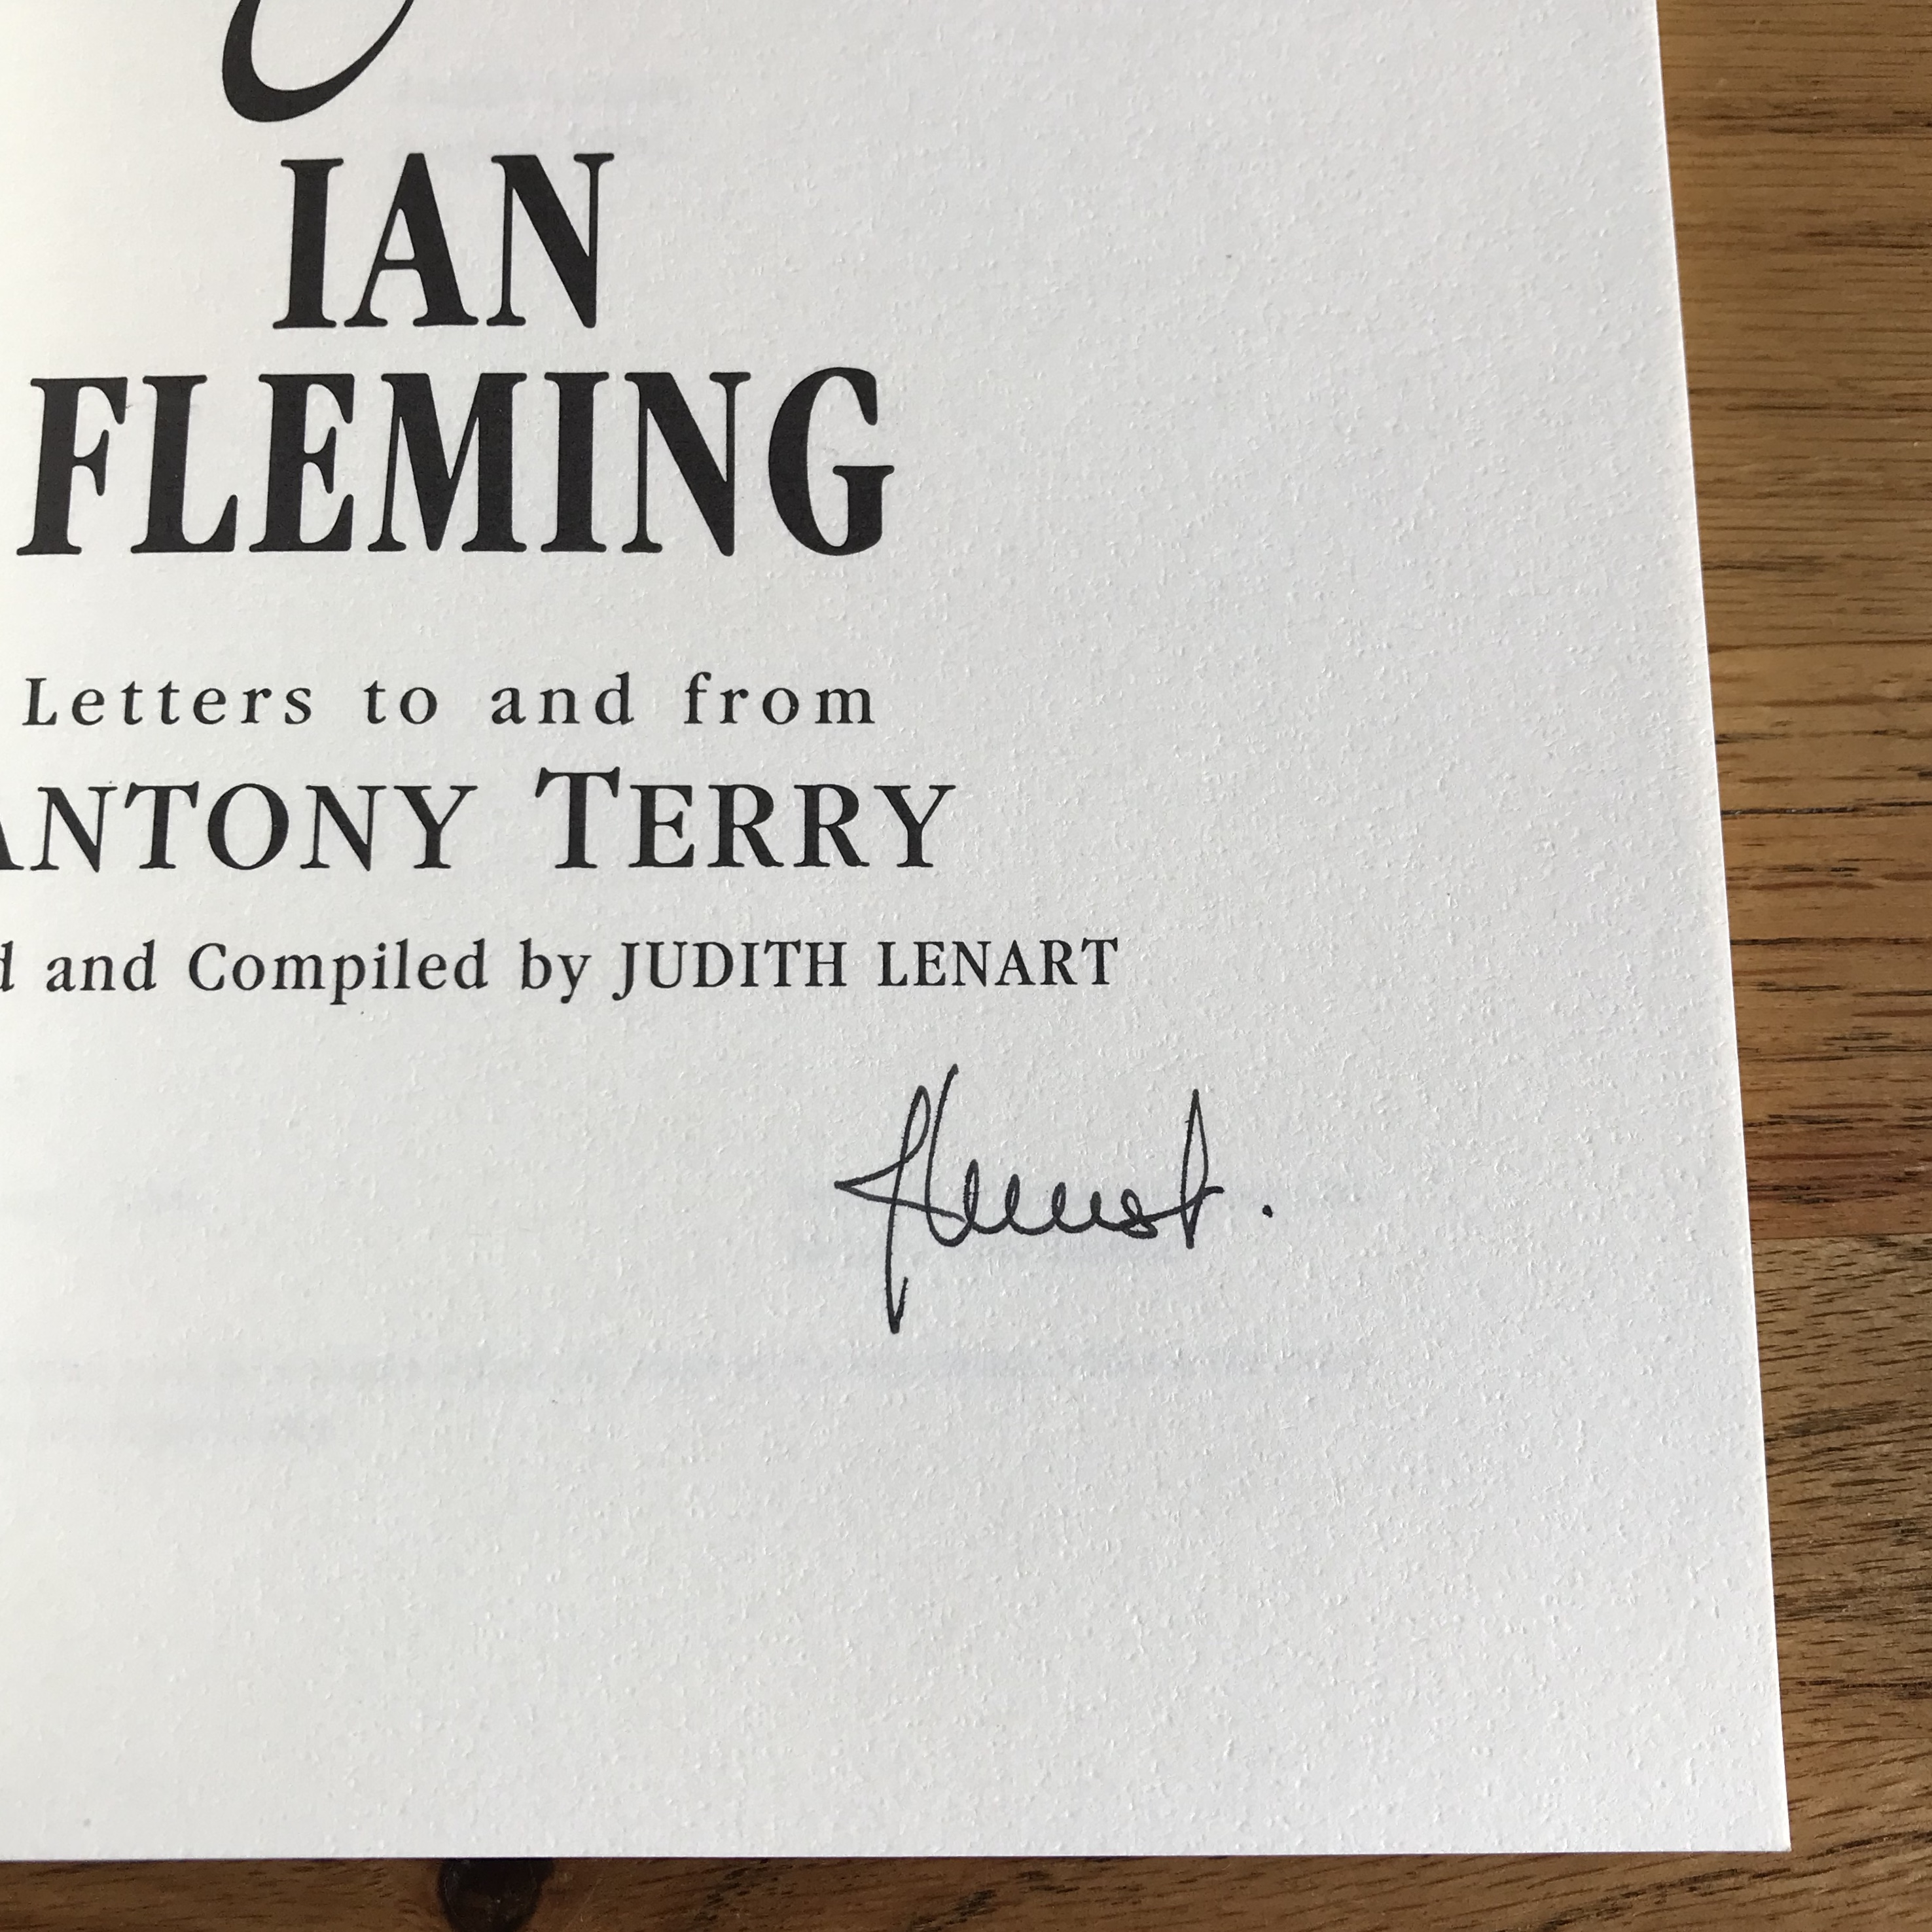 IAN
FLEMING
Letters to and from
ANTONY TERRY
d and Compiled by JUDITH LENART